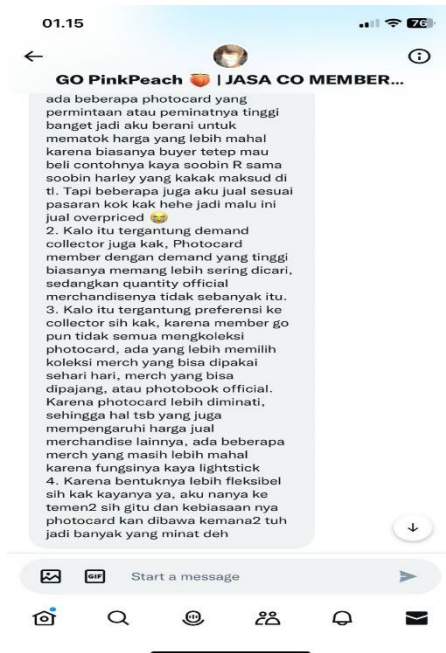 01.15
76
GO PinkPeach 🍑 | JASA CO MEMBER...
ada beberapa photocard yang
permintaan atau peminatnya tinggi
banget jadi aku berani untuk
mematok harga yang lebih mahal
karena biasanya buyer tetep mau
beli contohnya kaya soobin R sama
soobin harley yang kakak maksud di
tl. Tapi beberapa juga aku jual sesuai
pasaran kok kak hehe jadi malu ini
jual overpriced 😂
2. Kalo itu tergantung demand
collector juga kak, Photocard
member dengan demand yang tinggi
biasanya memang lebih sering dicari,
sedangkan quantity official
merchandisenya tidak sebanyak itu.
3. Kalo itu tergantung preferensi ke
collector sih kak, karena member go
pun tidak semua mengkoleksi
photocard, ada yang lebih memilih
koleksi merch yang bisa dipakai
sehari hari, merch yang bisa
dipajang, atau photobook official.
Karena photocard lebih diminati,
sehingga hal tsb yang juga
mempengaruhi harga jual
merchandise lainnya, ada beberapa
merch yang masih lebih mahal
karena fungsinya kaya lightstick
4. Karena bentuknya lebih fleksibel
sih kak kayanya ya, aku nanya ke
temen2 sih gitu dan kebiasaan nya
photocard kan dibawa kemana2 tuh
jadi banyak yang minat deh
GIF
Start a message